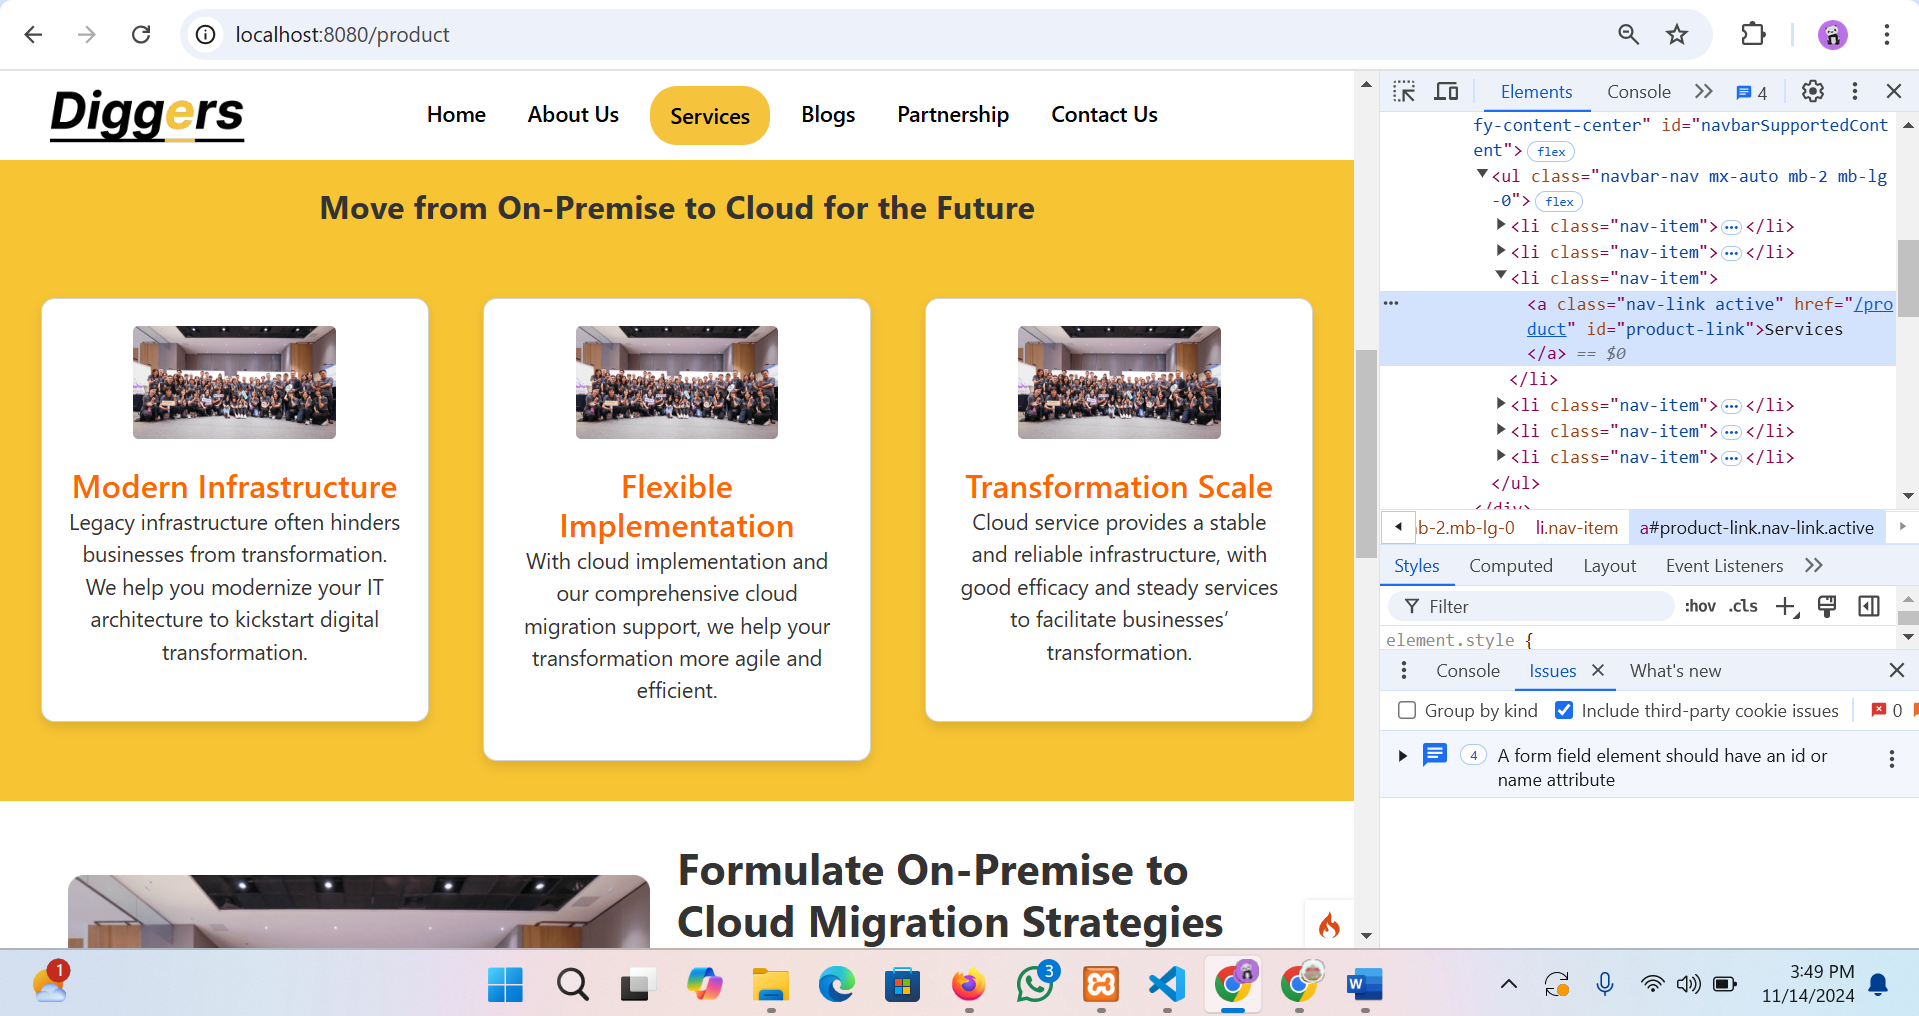 localhost:8080/product
Diggers
Home
About Us
Services
Blogs
Partnership
Contact Us
Move from On-Premise to Cloud for the Future
Modern Infrastructure
Legacy infrastructure often hinders
businesses from transformation.
We help you modernize your IT
architecture to kickstart digital
transformation.
Flexible
Implementation
With cloud implementation and
our comprehensive cloud
migration support, we help your
transformation more agile and
efficient.
Transformation Scale
Cloud service provides a stable
and reliable infrastructure, with
good efficacy and steady services
to facilitate businesses’
transformation.
Formulate On-Premise to
Cloud Migration Strategies
Elements
Console
4
fy-content-center" id="navbarSupportedCont
ent"> flex
<ul class="navbar-nav mx-auto mb-2 mb-lg
-0"> flex
<li class="nav-item">…</li>
<li class="nav-item">…</li>
<li class="nav-item">
<a class="nav-link active" href="/pro
duct" id="product-link">Services
</a> == $0
</li>
<li class="nav-item">…</li>
<li class="nav-item">…</li>
<li class="nav-item">…</li>
</ul>
</div>
b-2.mb-lg-0 li.nav-item a#product-link.nav-link.active
Styles
Computed
Layout
Event Listeners
Filter
:hov .cls
element.style {
Console
Issues
What's new
Group by kind
Include third-party cookie issues
0
4
A form field element should have an id or
name attribute
1
3
W
3:49 PM
11/14/2024